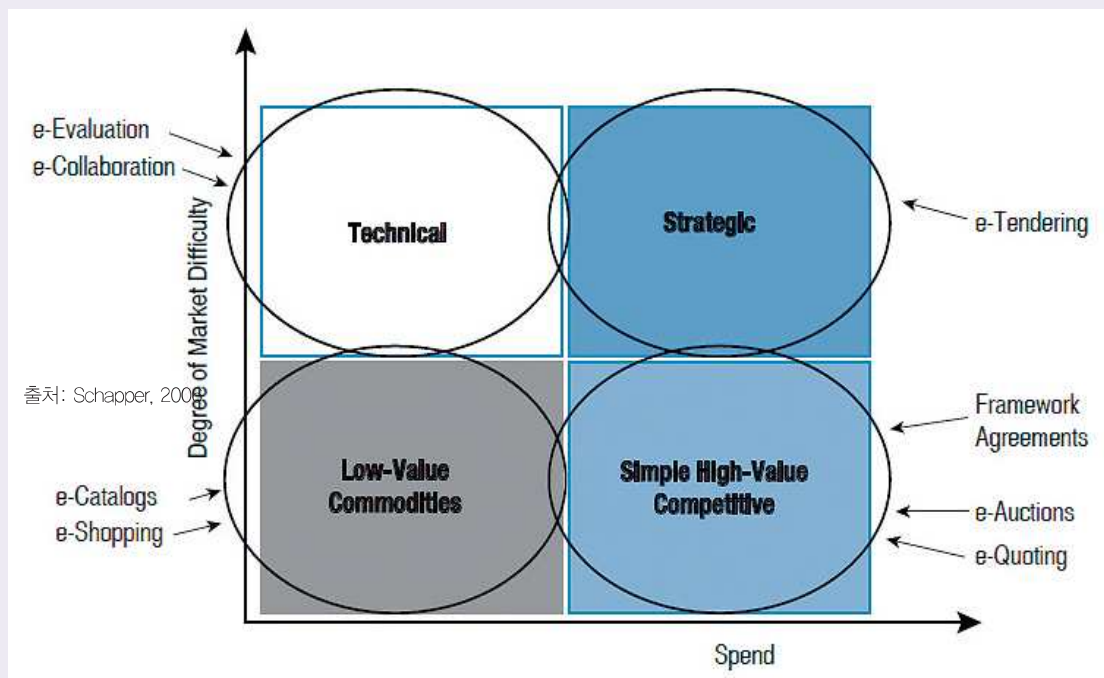 e-Evaluation
e-Collaboration
Technical
Strategic
e-Tendering
Degree of Market Difficulty
출처: Schapper,
Low-Value
Commodities
Simple High-Value
Competitive
Framework
Agreements
e-Catalogs
e-Shopping
e-Auctions
e-Quoting
Spend